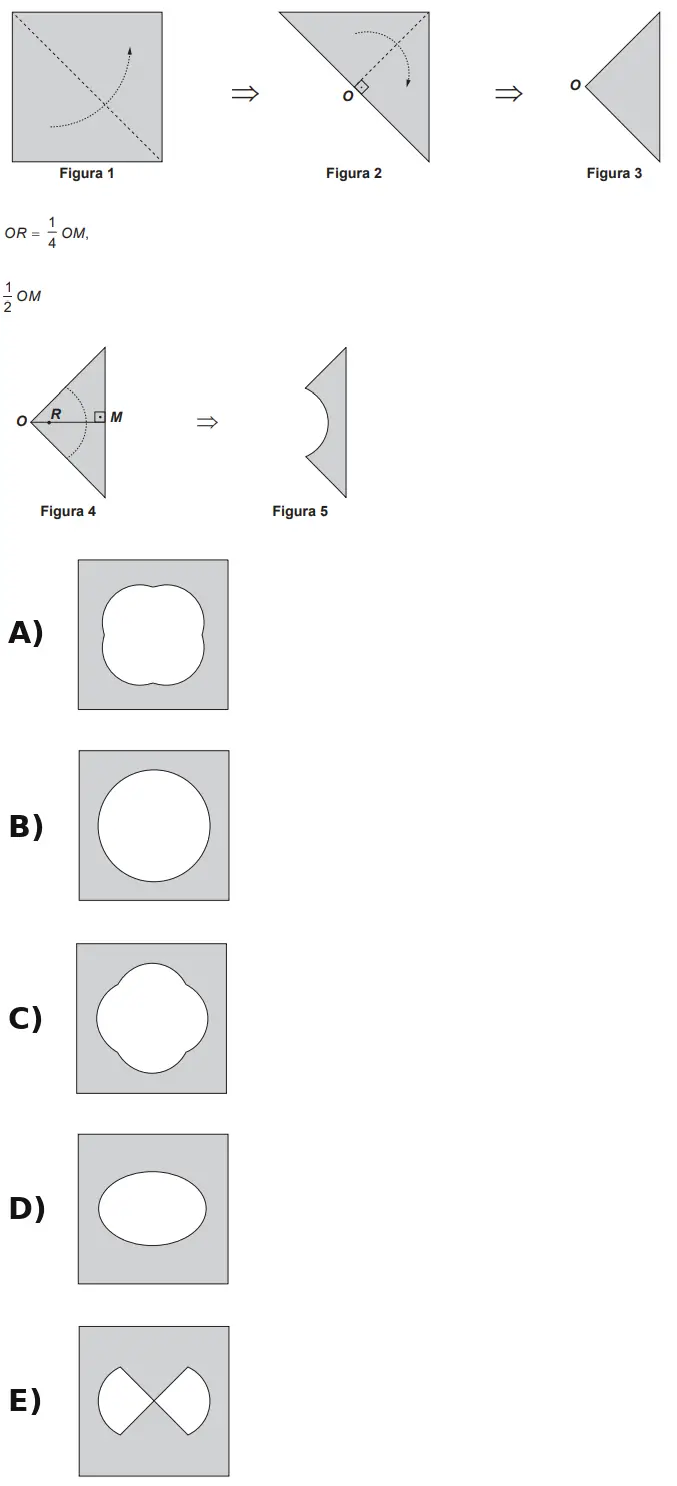 O
O
Figura 1
Figura 2
Figura 3
OR = 1/4 OM,
1/2 OM
O R M
Figura 4
Figura 5
A)
B)
C)
D)
E)